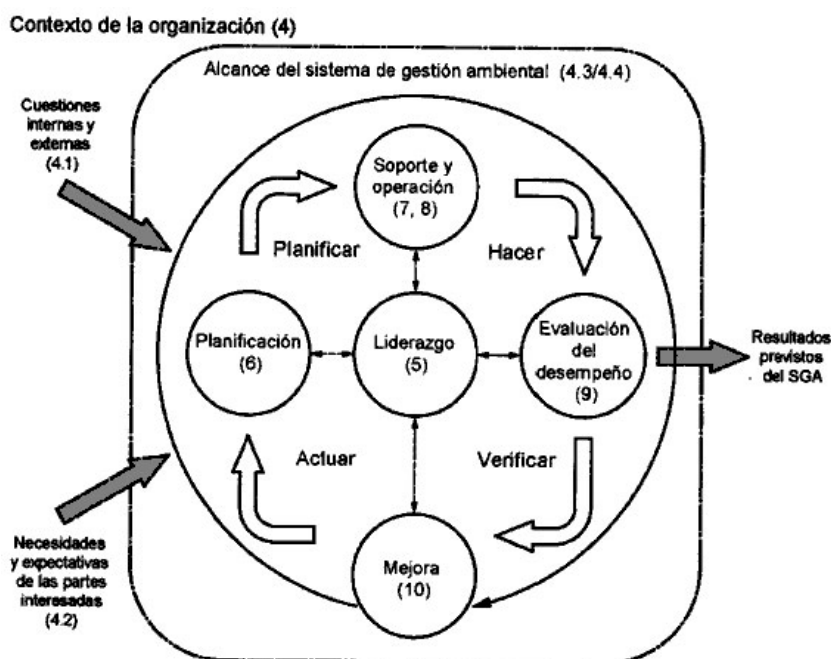 Contexto de la organización (4)
Alcance del sistema de gestión ambiental (4.3/4.4)
Cuestiones
internas y
externas
(4.1)
Soporte y
operación
(7, 8)
Planificar
Hacer
Planificación
(6)
Liderazgo
(5)
Evaluación
del
desempeño
(9)
Resultados
previstos
del SGA
Actuar
Verificar
Necesidades
y expectativas
de las partes
interesadas
(4.2)
Mejora
(10)